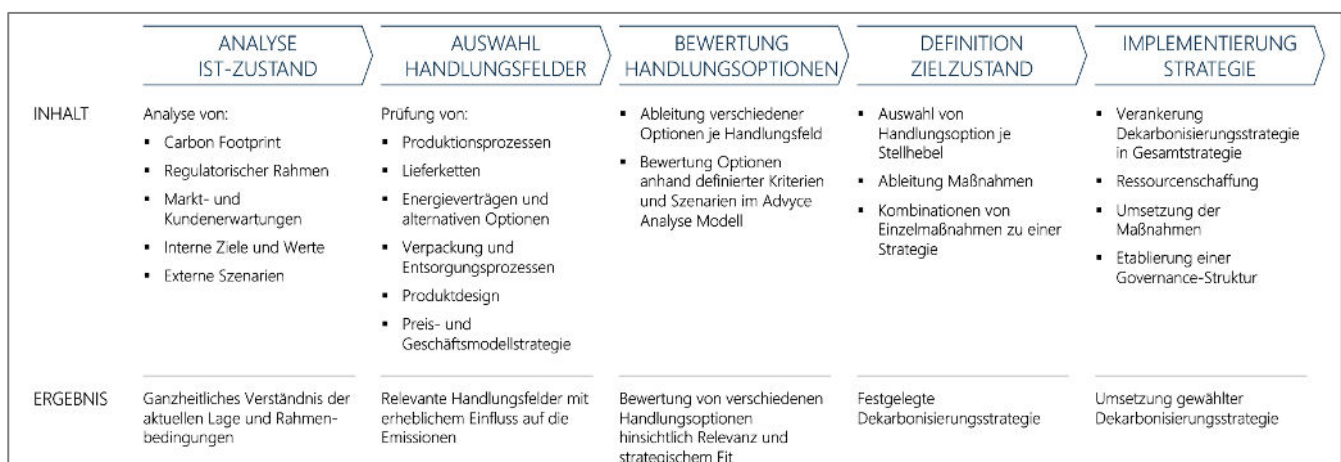 ANALYSE
IST-ZUSTAND
AUSWAHL
HANDLUNGSFELDER
BEWERTUNG
HANDLUNGSOPTIONEN
DEFINITION
ZIELZUSTAND
IMPLEMENTIERUNG
STRATEGIE
INHALT
Analyse von:
▪ Carbon Footprint
▪ Regulatorischer Rahmen
▪ Markt- und
Kundenerwartungen
▪ Interne Ziele und Werte
▪ Externe Szenarien
Prüfung von:
▪ Produktionsprozessen
▪ Lieferketten
▪ Energieverträgen und
alternativen Optionen
▪ Verpackung und
Entsorgungsprozessen
▪ Produktdesign
▪ Preis- und
Geschäftsmodellstrategie
▪ Ableitung verschiedener
Optionen je Handlungsfeld
▪ Bewertung Optionen
anhand definierter Kriterien
und Szenarien im Advyce
Analyse Modell
▪ Auswahl von
Handlungsoption je
Stellhebel
▪ Ableitung Maßnahmen
▪ Kombinationen von
Einzelmaßnahmen zu einer
Strategie
▪ Verankerung
Dekarbonisierungsstrategie
in Gesamtstrategie
▪ Ressourcenschaffung
▪ Umsetzung der
Maßnahmen
▪ Etablierung einer
Governance-Struktur
ERGEBNIS
Ganzheitliches Verständnis der
aktuellen Lage und Rahmen-
bedingungen
Relevante Handlungsfelder mit
erheblichem Einfluss auf die
Emissionen
Bewertung von verschiedenen
Handlungsoptionen
hinsichtlich Relevanz und
strategischem Fit
Festgelegte
Dekarbonisierungsstrategie
Umsetzung gewählter
Dekarbonisierungsstrategie